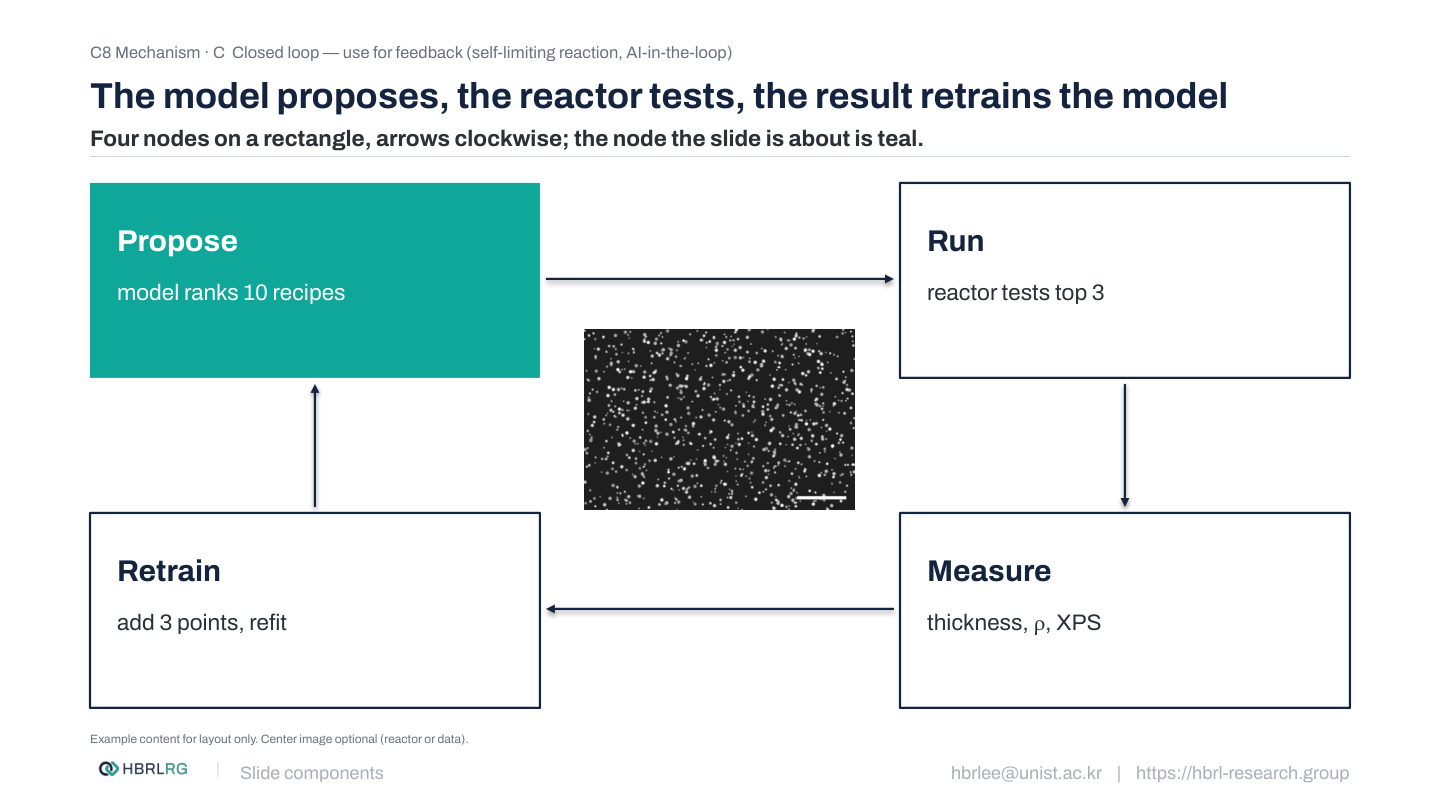 C8 Mechanism · C Closed loop — use for feedback (self-limiting reaction, AI-in-the-loop)
The model proposes, the reactor tests, the result retrains the model
Four nodes on a rectangle, arrows clockwise; the node the slide is about is teal.
Propose
model ranks 10 recipes
Run
reactor tests top 3
Retrain
add 3 points, refit
Measure
thickness, ρ, XPS
Example content for layout only. Center image optional (reactor or data).
HBRLRG | Slide components
hbrlee@unist.ac.kr | https://hbrl-research.group